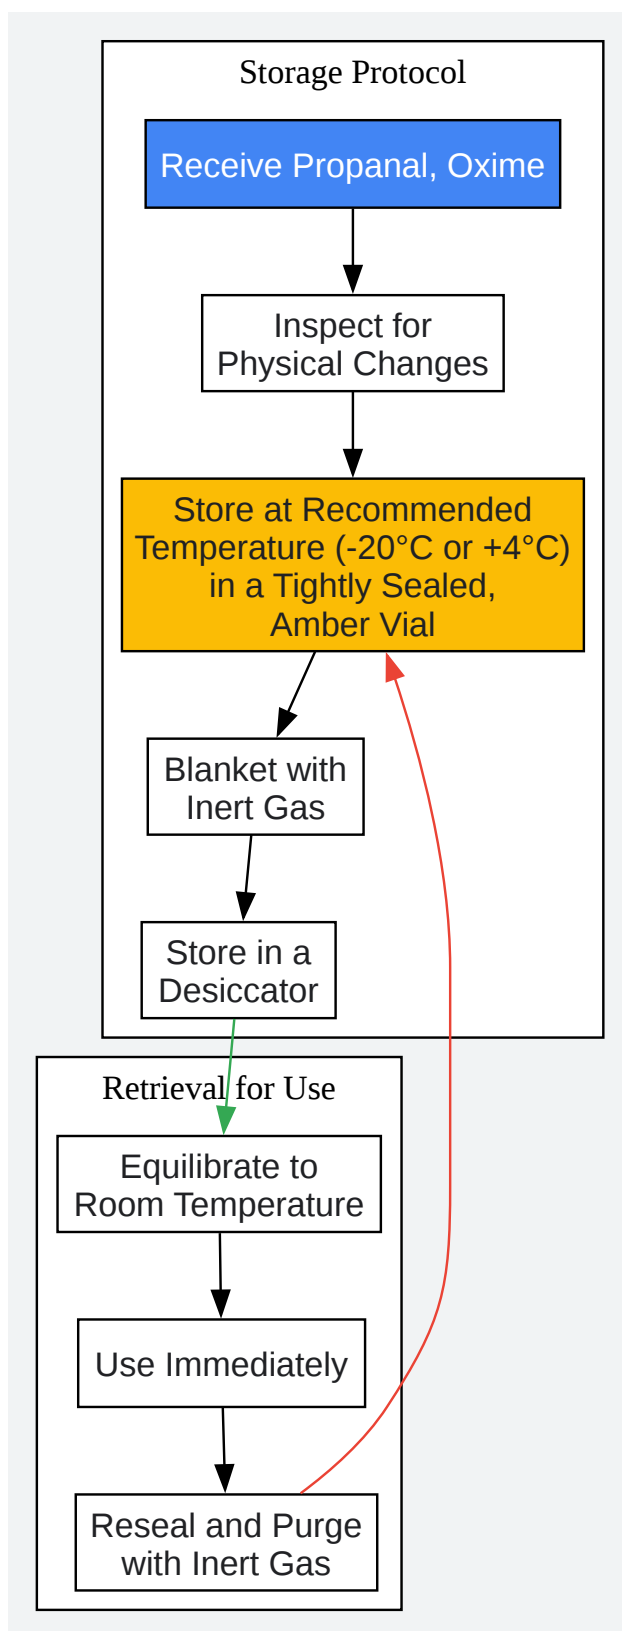 Storage Protocol
Receive Propanal, Oxime
Inspect for
Physical Changes
Store at Recommended
Temperature (-20°C or +4°C)
in a Tightly Sealed,
Amber Vial
Blanket with
Inert Gas
Store in a
Desiccator
Retrieval for Use
Equilibrate to
Room Temperature
Use Immediately
Reseal and Purge
with Inert Gas